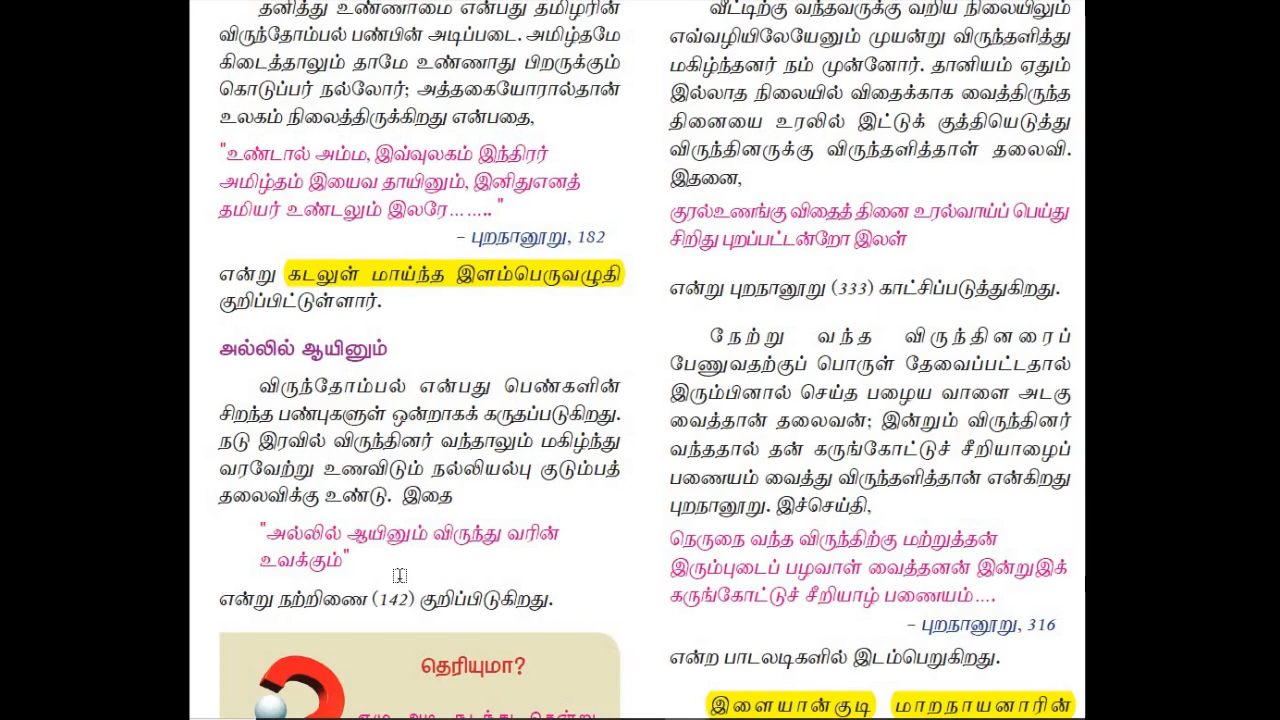 தனித்து உண்ணாமை என்பது தமிழரின்
விருந்தோம்பல் பண்பின் அடிப்படை. அமிழ்தமே
கிடைத்தாலும் தாமே உண்ணாது பிறருக்கும்
கொடுப்பர் நல்லோர்; அத்தகையோரால்தான்
உலகம் நிலைத்திருக்கிறது என்பதை,
"உண்டால் அம்ம, இவ்வுலகம் இந்திரர்
அமிழ்தம் இயைவ தாயினும், இனிதுஎனத்
தமியர் உண்டலும் இலரே…….. "
– புறநானூறு, 182
என்று கடலுள் மாய்ந்த இளம்பெருவழுதி
குறிப்பிட்டுள்ளார்.
அல்லில் ஆயினும்
விருந்தோம்பல் என்பது பெண்களின்
சிறந்த பண்புகளுள் ஒன்றாகக் கருதப்படுகிறது.
நடு இரவில் விருந்தினர் வந்தாலும் மகிழ்ந்து
வரவேற்று உணவிடும் நல்லியல்பு குடும்பத்
தலைவிக்கு உண்டு. இதை
"அல்லில் ஆயினும் விருந்து வரின்
உவக்கும்"
என்று நற்றிணை (142) குறிப்பிடுகிறது.
தெரியுமா?
வீட்டிற்கு வந்தவருக்கு வறிய நிலையிலும்
எவ்வழியிலேயேனும் முயன்று விருந்தளித்து
மகிழ்ந்தனர் நம் முன்னோர். தானியம் ஏதும்
இல்லாத நிலையில் விதைக்காக வைத்திருந்த
தினையை உரலில் இட்டுக் குத்தியெடுத்து
விருந்தினருக்கு விருந்தளித்தாள் தலைவி.
இதனை,
குரல்உணங்கு விதைத் தினை உரல்வாய்ப் பெய்து
சிறிது புறப்பட்டன்றோ இலள்
என்று புறநானூறு (333) காட்சிப்படுத்துகிறது.
நேற்று வந்த விருந்தினரைப்
பேணுவதற்குப் பொருள் தேவைப்பட்டதால்
இரும்பினால் செய்த பழைய வாளை அடகு
வைத்தான் தலைவன்; இன்றும் விருந்தினர்
வந்ததால் தன் கருங்கோட்டுச் சீறியாழைப்
பணையம் வைத்து விருந்தளித்தான் என்கிறது
புறநானூறு. இச்செய்தி,
நெருநை வந்த விருந்திற்கு மற்றுத்தன்
இரும்புடைப் பழவாள் வைத்தனன் இன்றுஇக்
கருங்கோட்டுச் சீறியாழ் பணையம்….
– புறநானூறு, 316
என்ற பாடலடிகளில் இடம்பெறுகிறது.
இளையான்குடி மாறநாயனாரின்